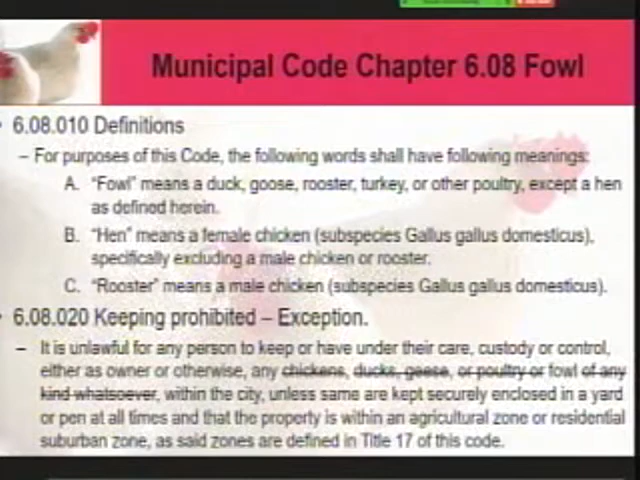 Municipal Code Chapter 6.08 Fowl
• 6.08.010 Definitions
– For purposes of this Code, the following words shall have following meanings:
A. "Fowl" means a duck, goose, rooster, turkey, or other poultry, except a hen
as defined herein.
B. "Hen" means a female chicken (subspecies Gallus gallus domesticus),
specifically excluding a male chicken or rooster.
C. "Rooster" means a male chicken (subspecies Gallus gallus domesticus).
• 6.08.020 Keeping prohibited – Exception.
– It is unlawful for any person to keep or have under their care, custody or control,
either as owner or otherwise, any chickens, ducks, geese, or poultry or fowl of any
kind whatsoever, within the city, unless same are kept securely enclosed in a yard
or pen at all times and that the property is within an agricultural zone or residential
suburban zone, as said zones are defined in Title 17 of this code.